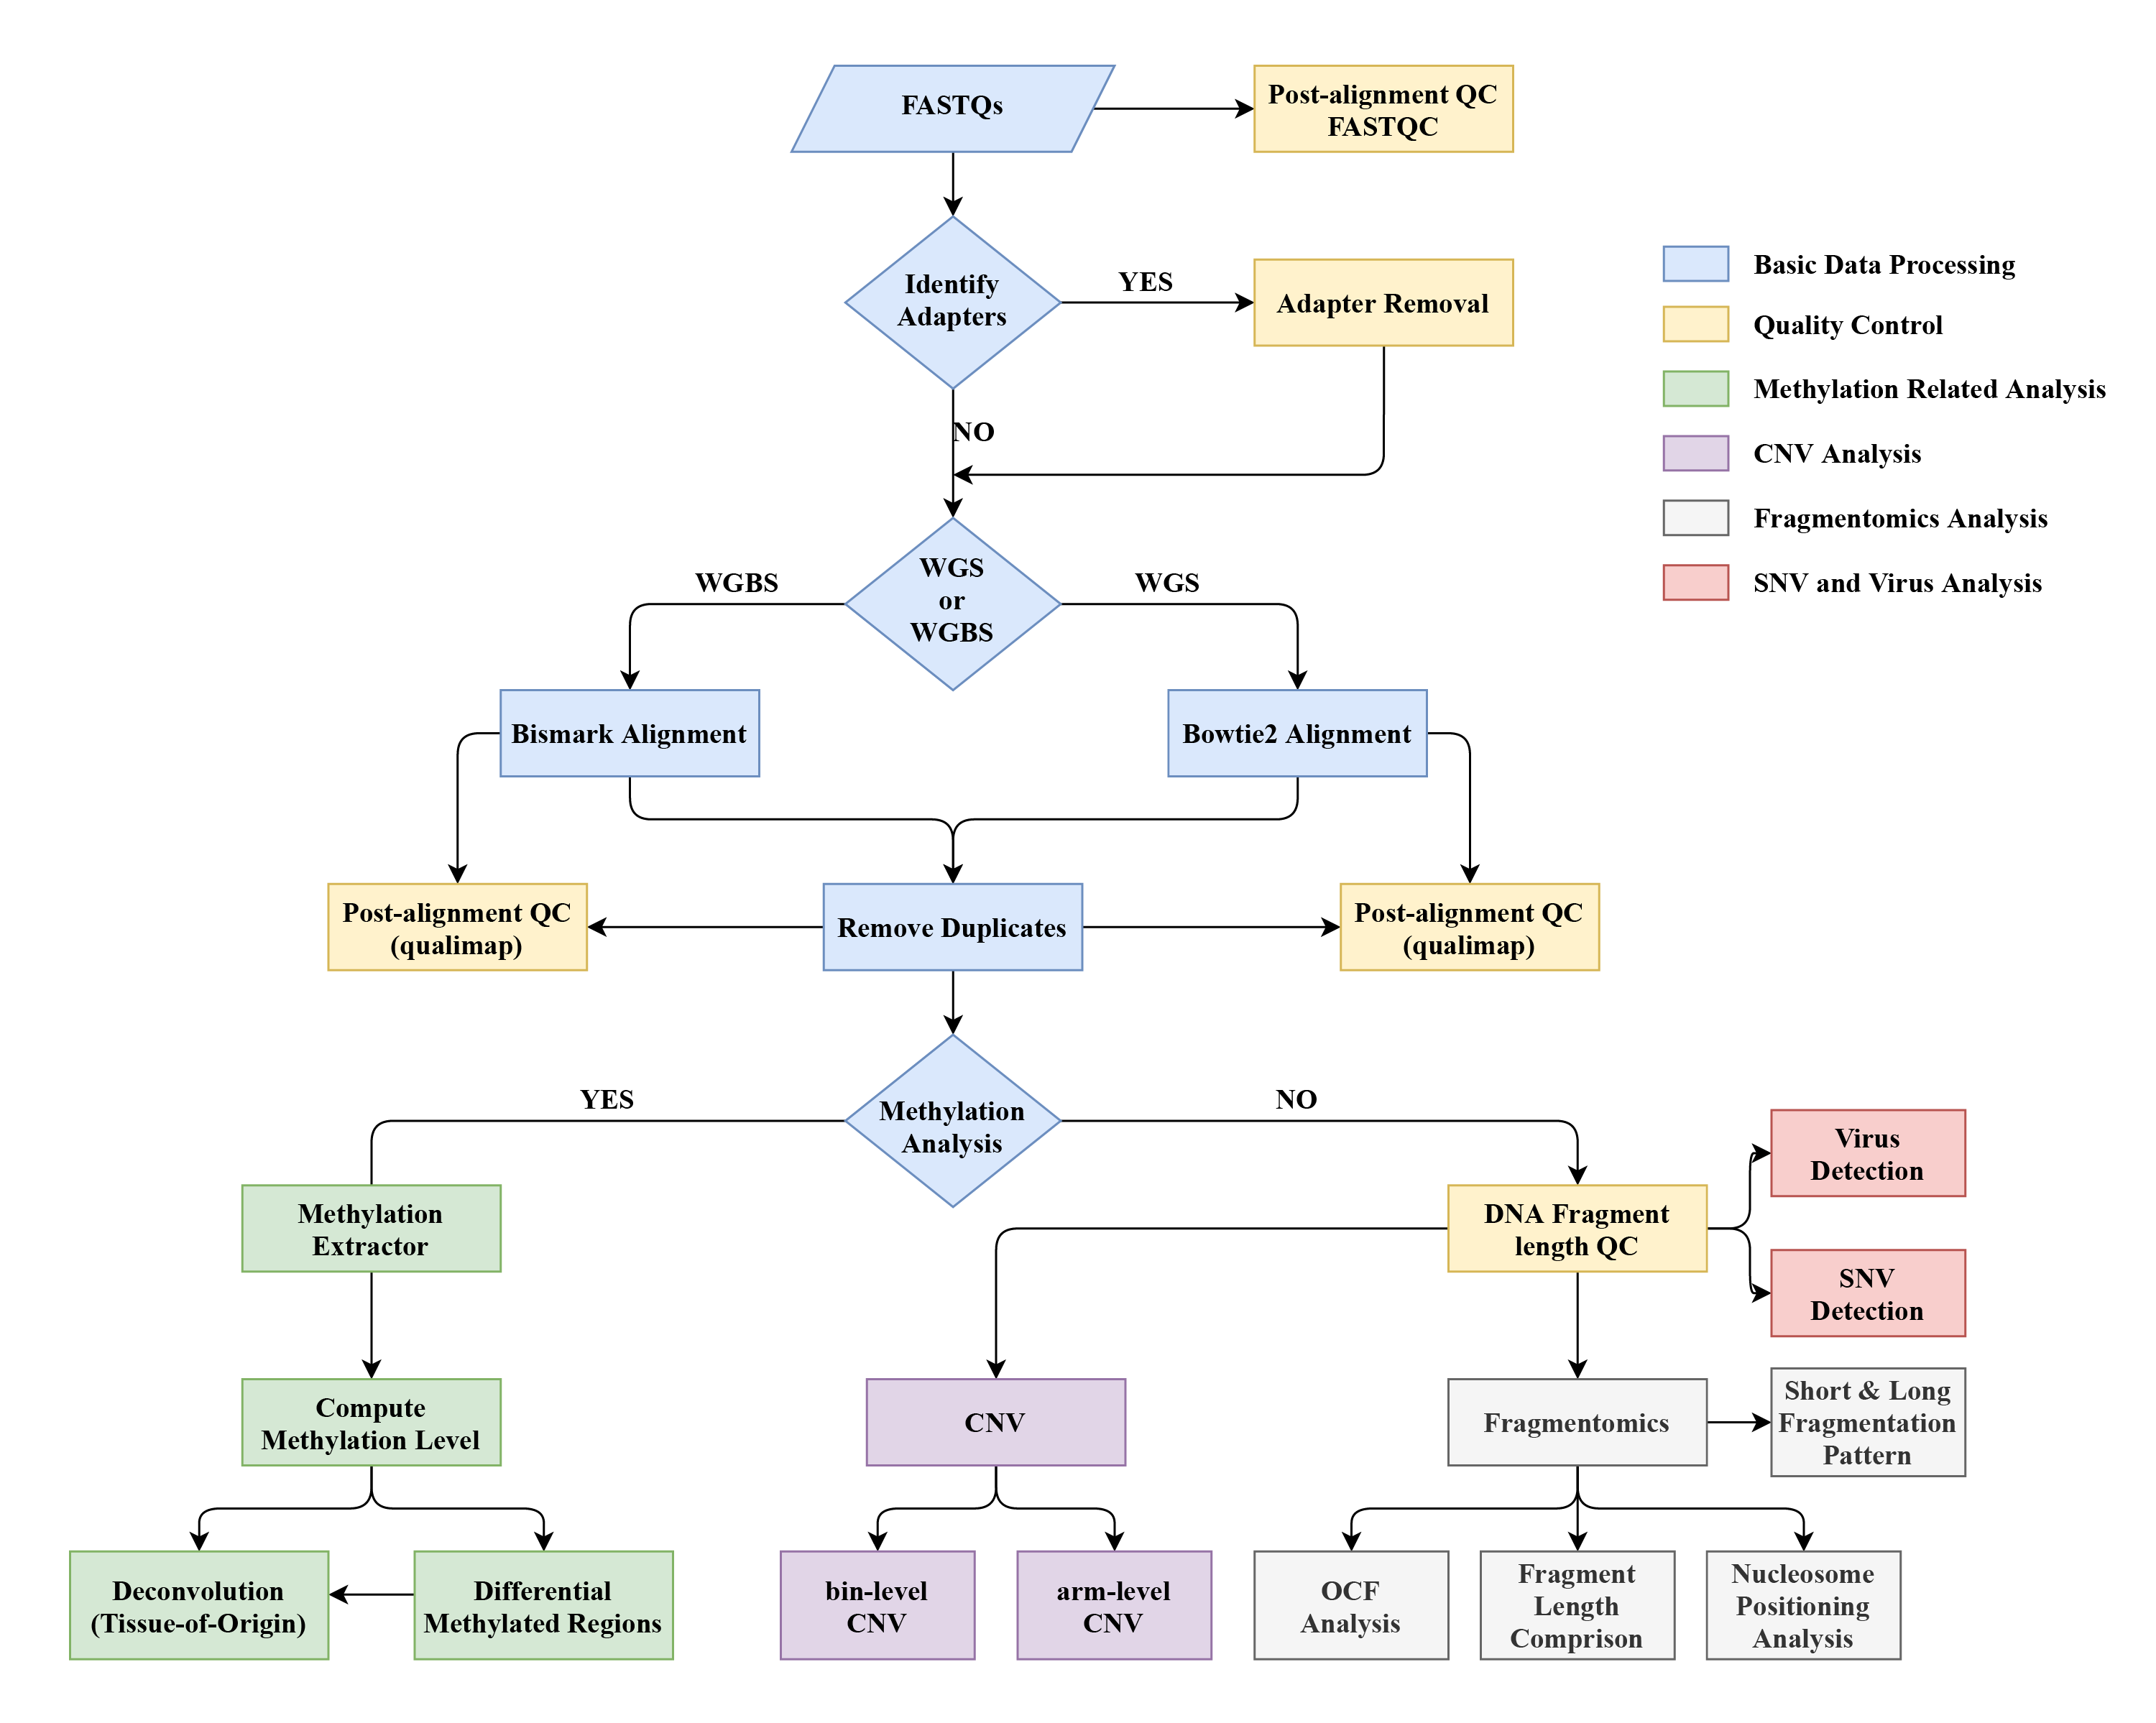 FASTQs
Post-alignment QC
FASTQC
Identify
Adapters
YES
Adapter Removal
NO
Basic Data Processing
Quality Control
Methylation Related Analysis
CNV Analysis
Fragmentomics Analysis
SNV and Virus Analysis
WGS
or
WGBS
WGBS
WGS
Bismark Alignment
Bowtie2 Alignment
Post-alignment QC
(qualimap)
Remove Duplicates
Post-alignment QC
(qualimap)
Methylation
Analysis
YES
NO
Virus
Detection
Methylation
Extractor
DNA Fragment
length QC
SNV
Detection
Compute
Methylation Level
CNV
Fragmentomics
Short & Long
Fragmentation
Pattern
Deconvolution
(Tissue-of-Origin)
Differential
Methylated Regions
bin-level
CNV
arm-level
CNV
OCF
Analysis
Fragment
Length
Comprison
Nucleosome
Positioning
Analysis